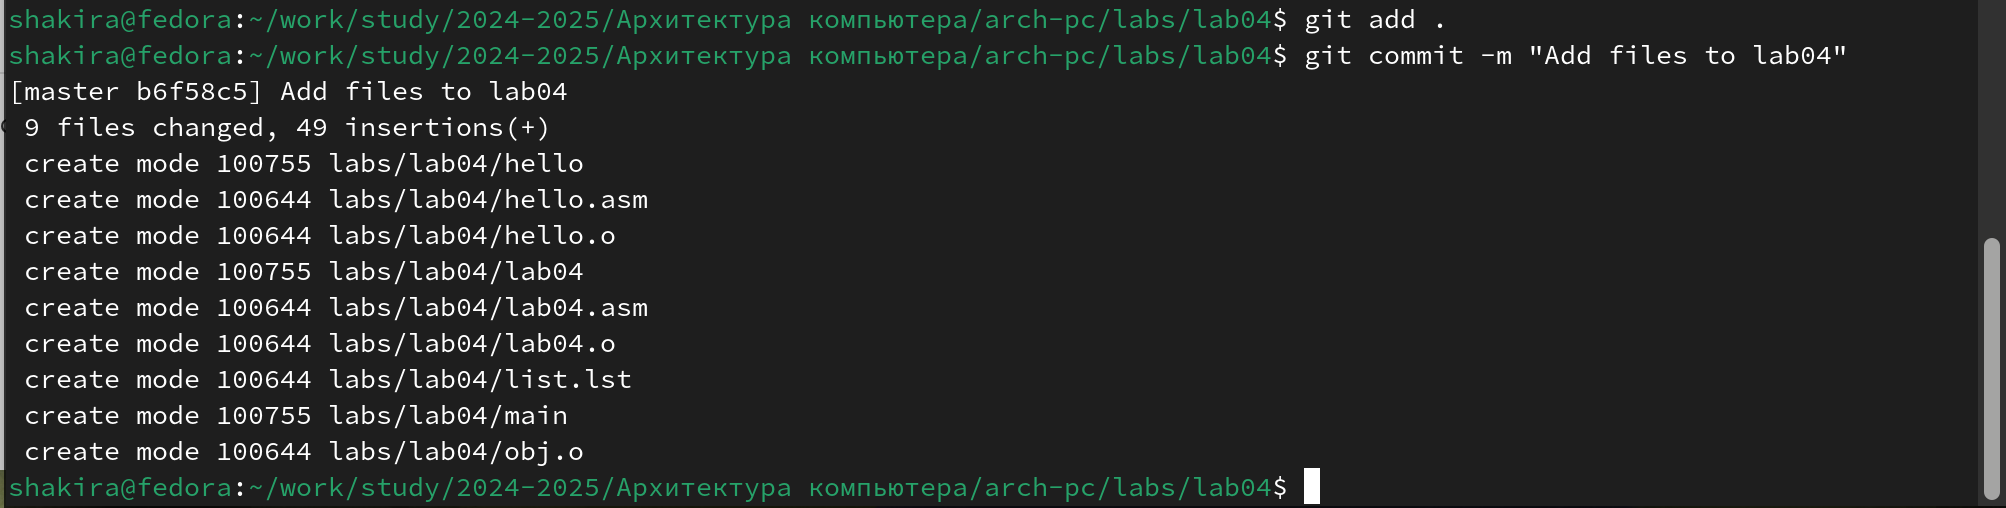 shakira@fedora:~/work/study/2024-2025/Архитектура компьютера/arch-pc/labs/lab04$ git add .
shakira@fedora:~/work/study/2024-2025/Архитектура компьютера/arch-pc/labs/lab04$ git commit -m "Add files to lab04"
[master b6f58c5] Add files to lab04
 9 files changed, 49 insertions(+)
 create mode 100755 labs/lab04/hello
 create mode 100644 labs/lab04/hello.asm
 create mode 100644 labs/lab04/hello.o
 create mode 100755 labs/lab04/lab04
 create mode 100644 labs/lab04/lab04.asm
 create mode 100644 labs/lab04/lab04.o
 create mode 100644 labs/lab04/list.lst
 create mode 100755 labs/lab04/main
 create mode 100644 labs/lab04/obj.o
shakira@fedora:~/work/study/2024-2025/Архитектура компьютера/arch-pc/labs/lab04$